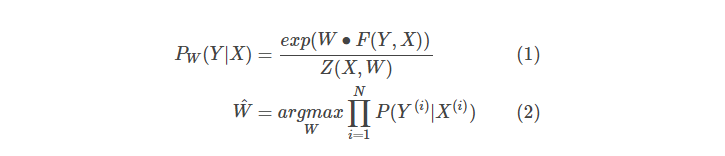 P_W(Y|X) = exp(W • F(Y, X)) / Z(X, W) (1)
Ŵ = argmax_W ∏_{i=1}^{N} P(Y^{(i)}|X^{(i)}) (2)